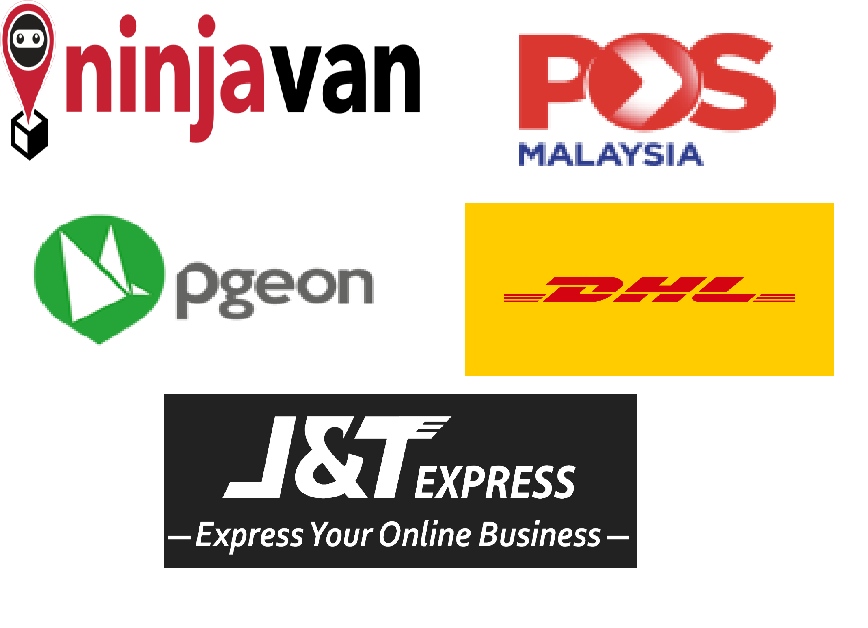 ninjavan
POS
MALAYSIA
pgeon
DHL
J&T EXPRESS
—Express Your Online Business—